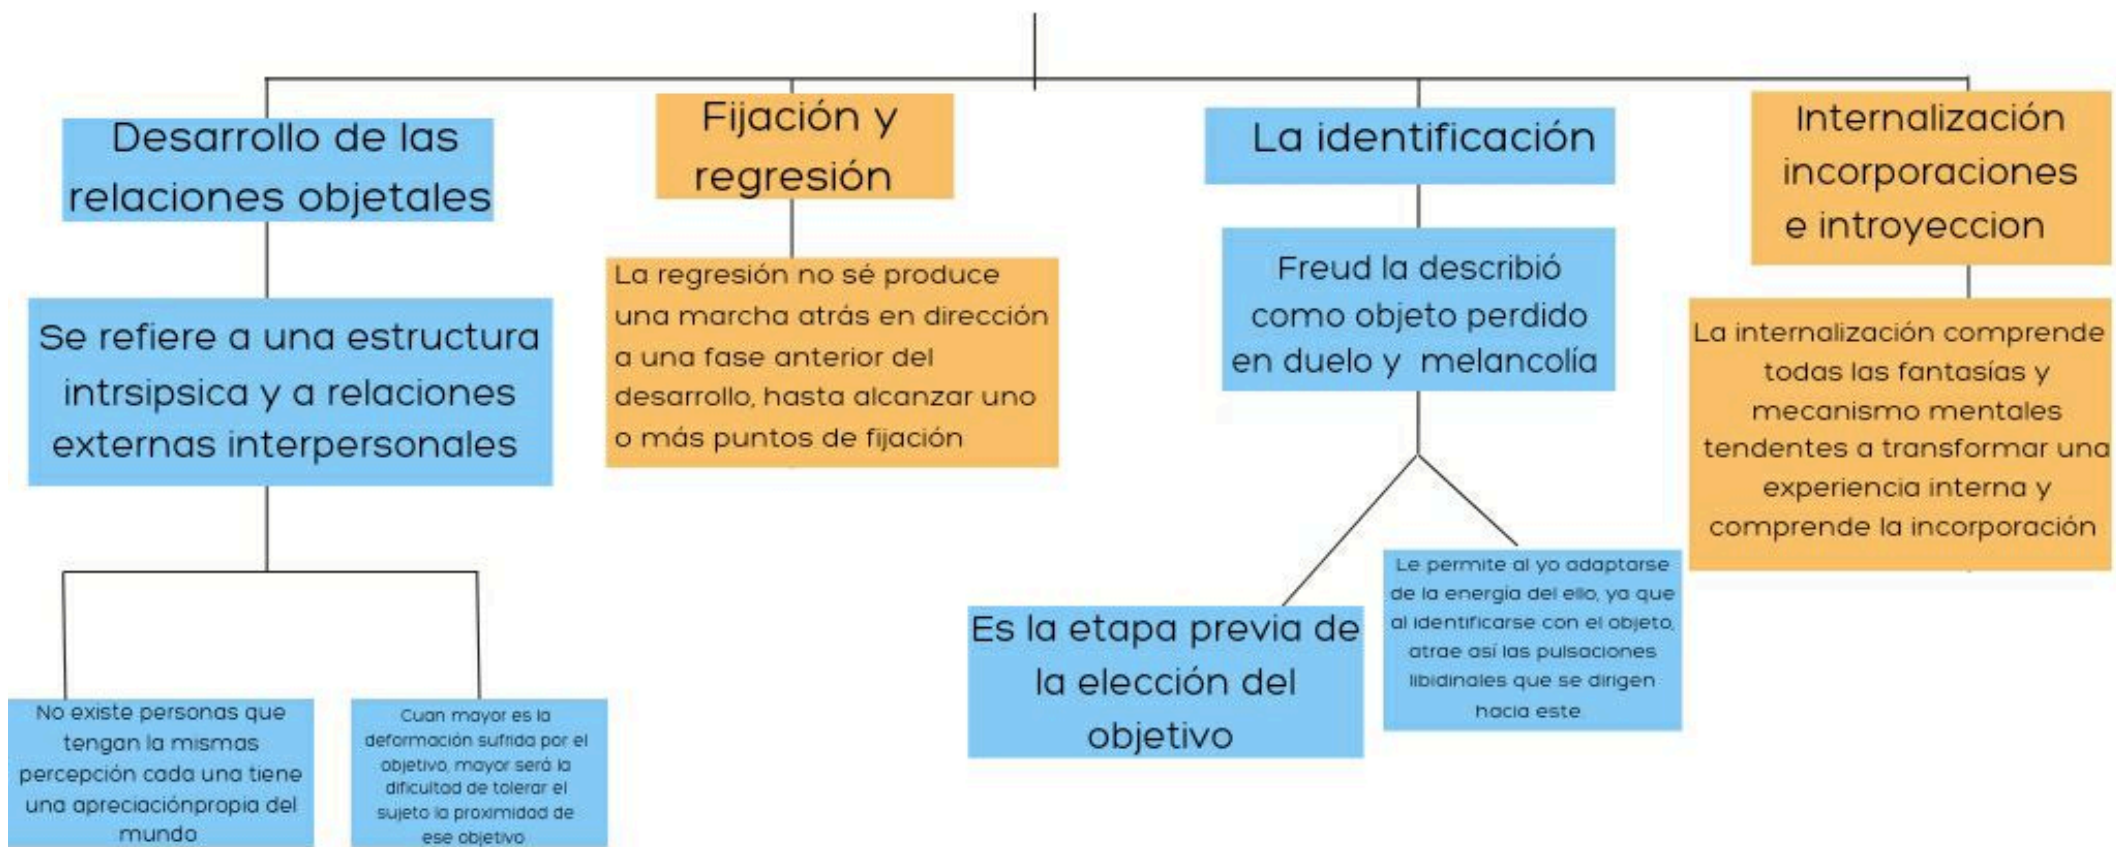 Desarrollo de las
relaciones objetales
Se refiere a una estructura
intrsipsica y a relaciones
externas interpersonales
No existe personas que
tengan la mismas
percepción cada una tiene
una apreciaciónpropia del
mundo
Cuan mayor es la
deformación sufrida por el
objetivo, mayor será la
dificultad de tolerar el
sujeto la proximidad de
ese objetivo
Fijación y
regresión
La regresión no sé produce
una marcha atrás en dirección
a una fase anterior del
desarrollo, hasta alcanzar uno
o más puntos de fijación
La identificación
Freud la describió
como objeto perdido
en duelo y melancolía
Es la etapa previa de
la elección del
objetivo
Le permite al yo adaptarse
de la energía del ello, ya que
al identificarse con el objeto,
atrae así las pulsaciones
libidinales que se dirigen
hacia este.
Internalización
incorporaciones
e introyeccion
La internalización comprende
todas las fantasías y
mecanismo mentales
tendentes a transformar una
experiencia interna y
comprende la incorporación